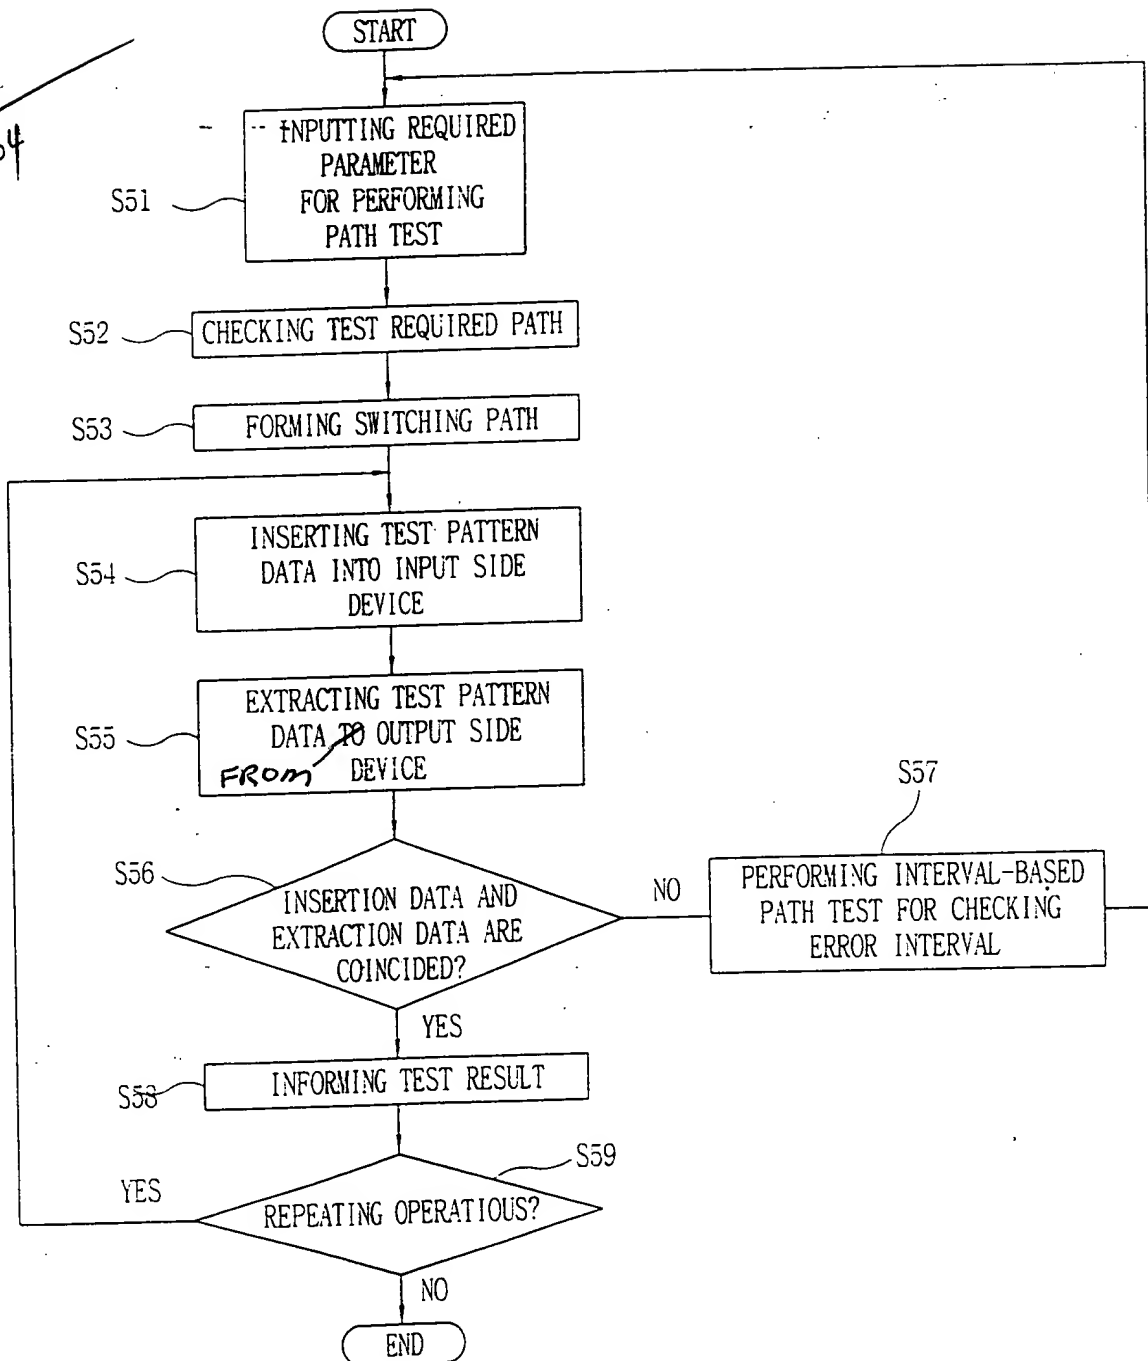 START
04
INPUTTING REQUIRED
PARAMETER
FOR PERFORMING
PATH TEST
S51
CHECKING TEST REQUIRED PATH
S52
FORMING SWITCHING PATH
S53
INSERTING TEST PATTERN
DATA INTO INPUT SIDE
DEVICE
S54
EXTRACTING TEST PATTERN
DATA TO OUTPUT SIDE
FROM DEVICE
S55
S56
INSERTION DATA AND
EXTRACTION DATA ARE
COINCIDED?
NO
S57
PERFORMING INTERVAL-BASED
PATH TEST FOR CHECKING
ERROR INTERVAL
YES
INFORMING TEST RESULT
S58
S59
YES
REPEATING OPERATIOUS?
NO
END